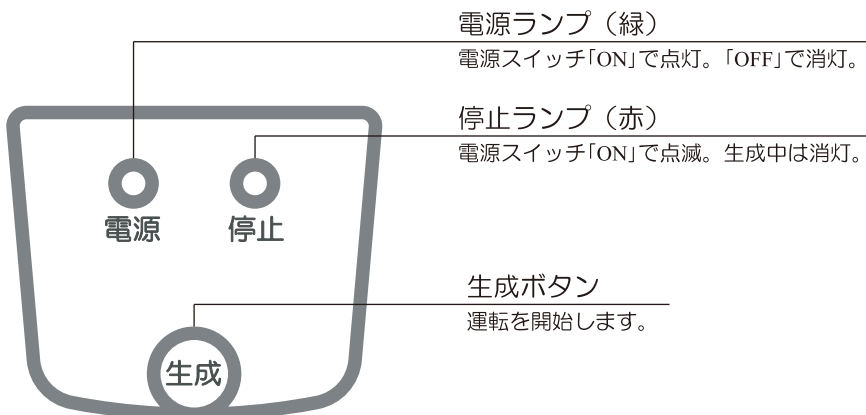 電源ランプ（緑）
電源スイッチ｢ON｣で点灯。｢OFF｣で消灯。
停止ランプ（赤）
電源スイッチ｢ON｣で点滅。生成中は消灯。
電源 停止
生成ボタン
運転を開始します。
生成